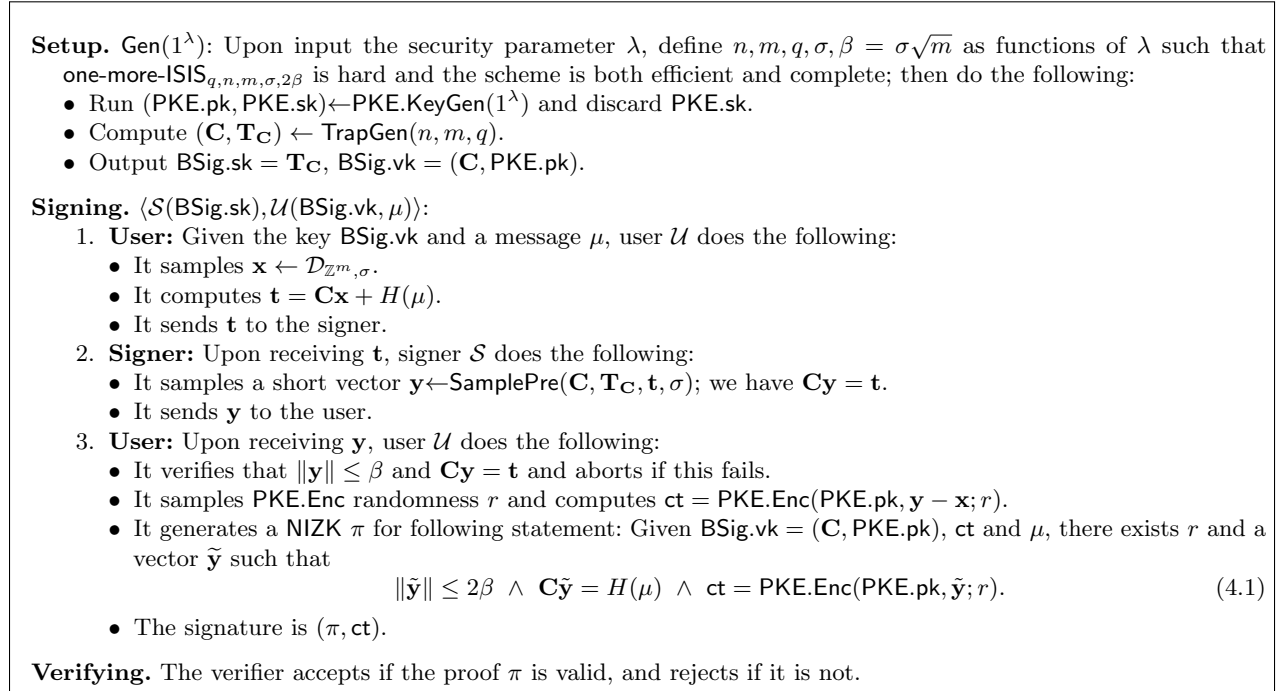 Setup. Gen(1^λ): Upon input the security parameter λ, define n, m, q, σ, β = σ√m as functions of λ such that
one-more-ISIS_{q,n,m,σ,2β} is hard and the scheme is both efficient and complete; then do the following:
• Run (PKE.pk, PKE.sk)←PKE.KeyGen(1^λ) and discard PKE.sk.
• Compute (C, T_C) ← TrapGen(n, m, q).
• Output BSig.sk = T_C, BSig.vk = (C, PKE.pk).
Signing. ⟨S(BSig.sk), U(BSig.vk, μ)⟩:
1. User: Given the key BSig.vk and a message μ, user U does the following:
• It samples x ← D_{ℤ^m,σ}.
• It computes t = Cx + H(μ).
• It sends t to the signer.
2. Signer: Upon receiving t, signer S does the following:
• It samples a short vector y←SamplePre(C, T_C, t, σ); we have Cy = t.
• It sends y to the user.
3. User: Upon receiving y, user U does the following:
• It verifies that ‖y‖ ≤ β and Cy = t and aborts if this fails.
• It samples PKE.Enc randomness r and computes ct = PKE.Enc(PKE.pk, y − x; r).
• It generates a NIZK π for following statement: Given BSig.vk = (C, PKE.pk), ct and μ, there exists r and a
vector ỹ such that
‖ỹ‖ ≤ 2β ∧ Cỹ = H(μ) ∧ ct = PKE.Enc(PKE.pk, ỹ; r). (4.1)
• The signature is (π, ct).
Verifying. The verifier accepts if the proof π is valid, and rejects if it is not.